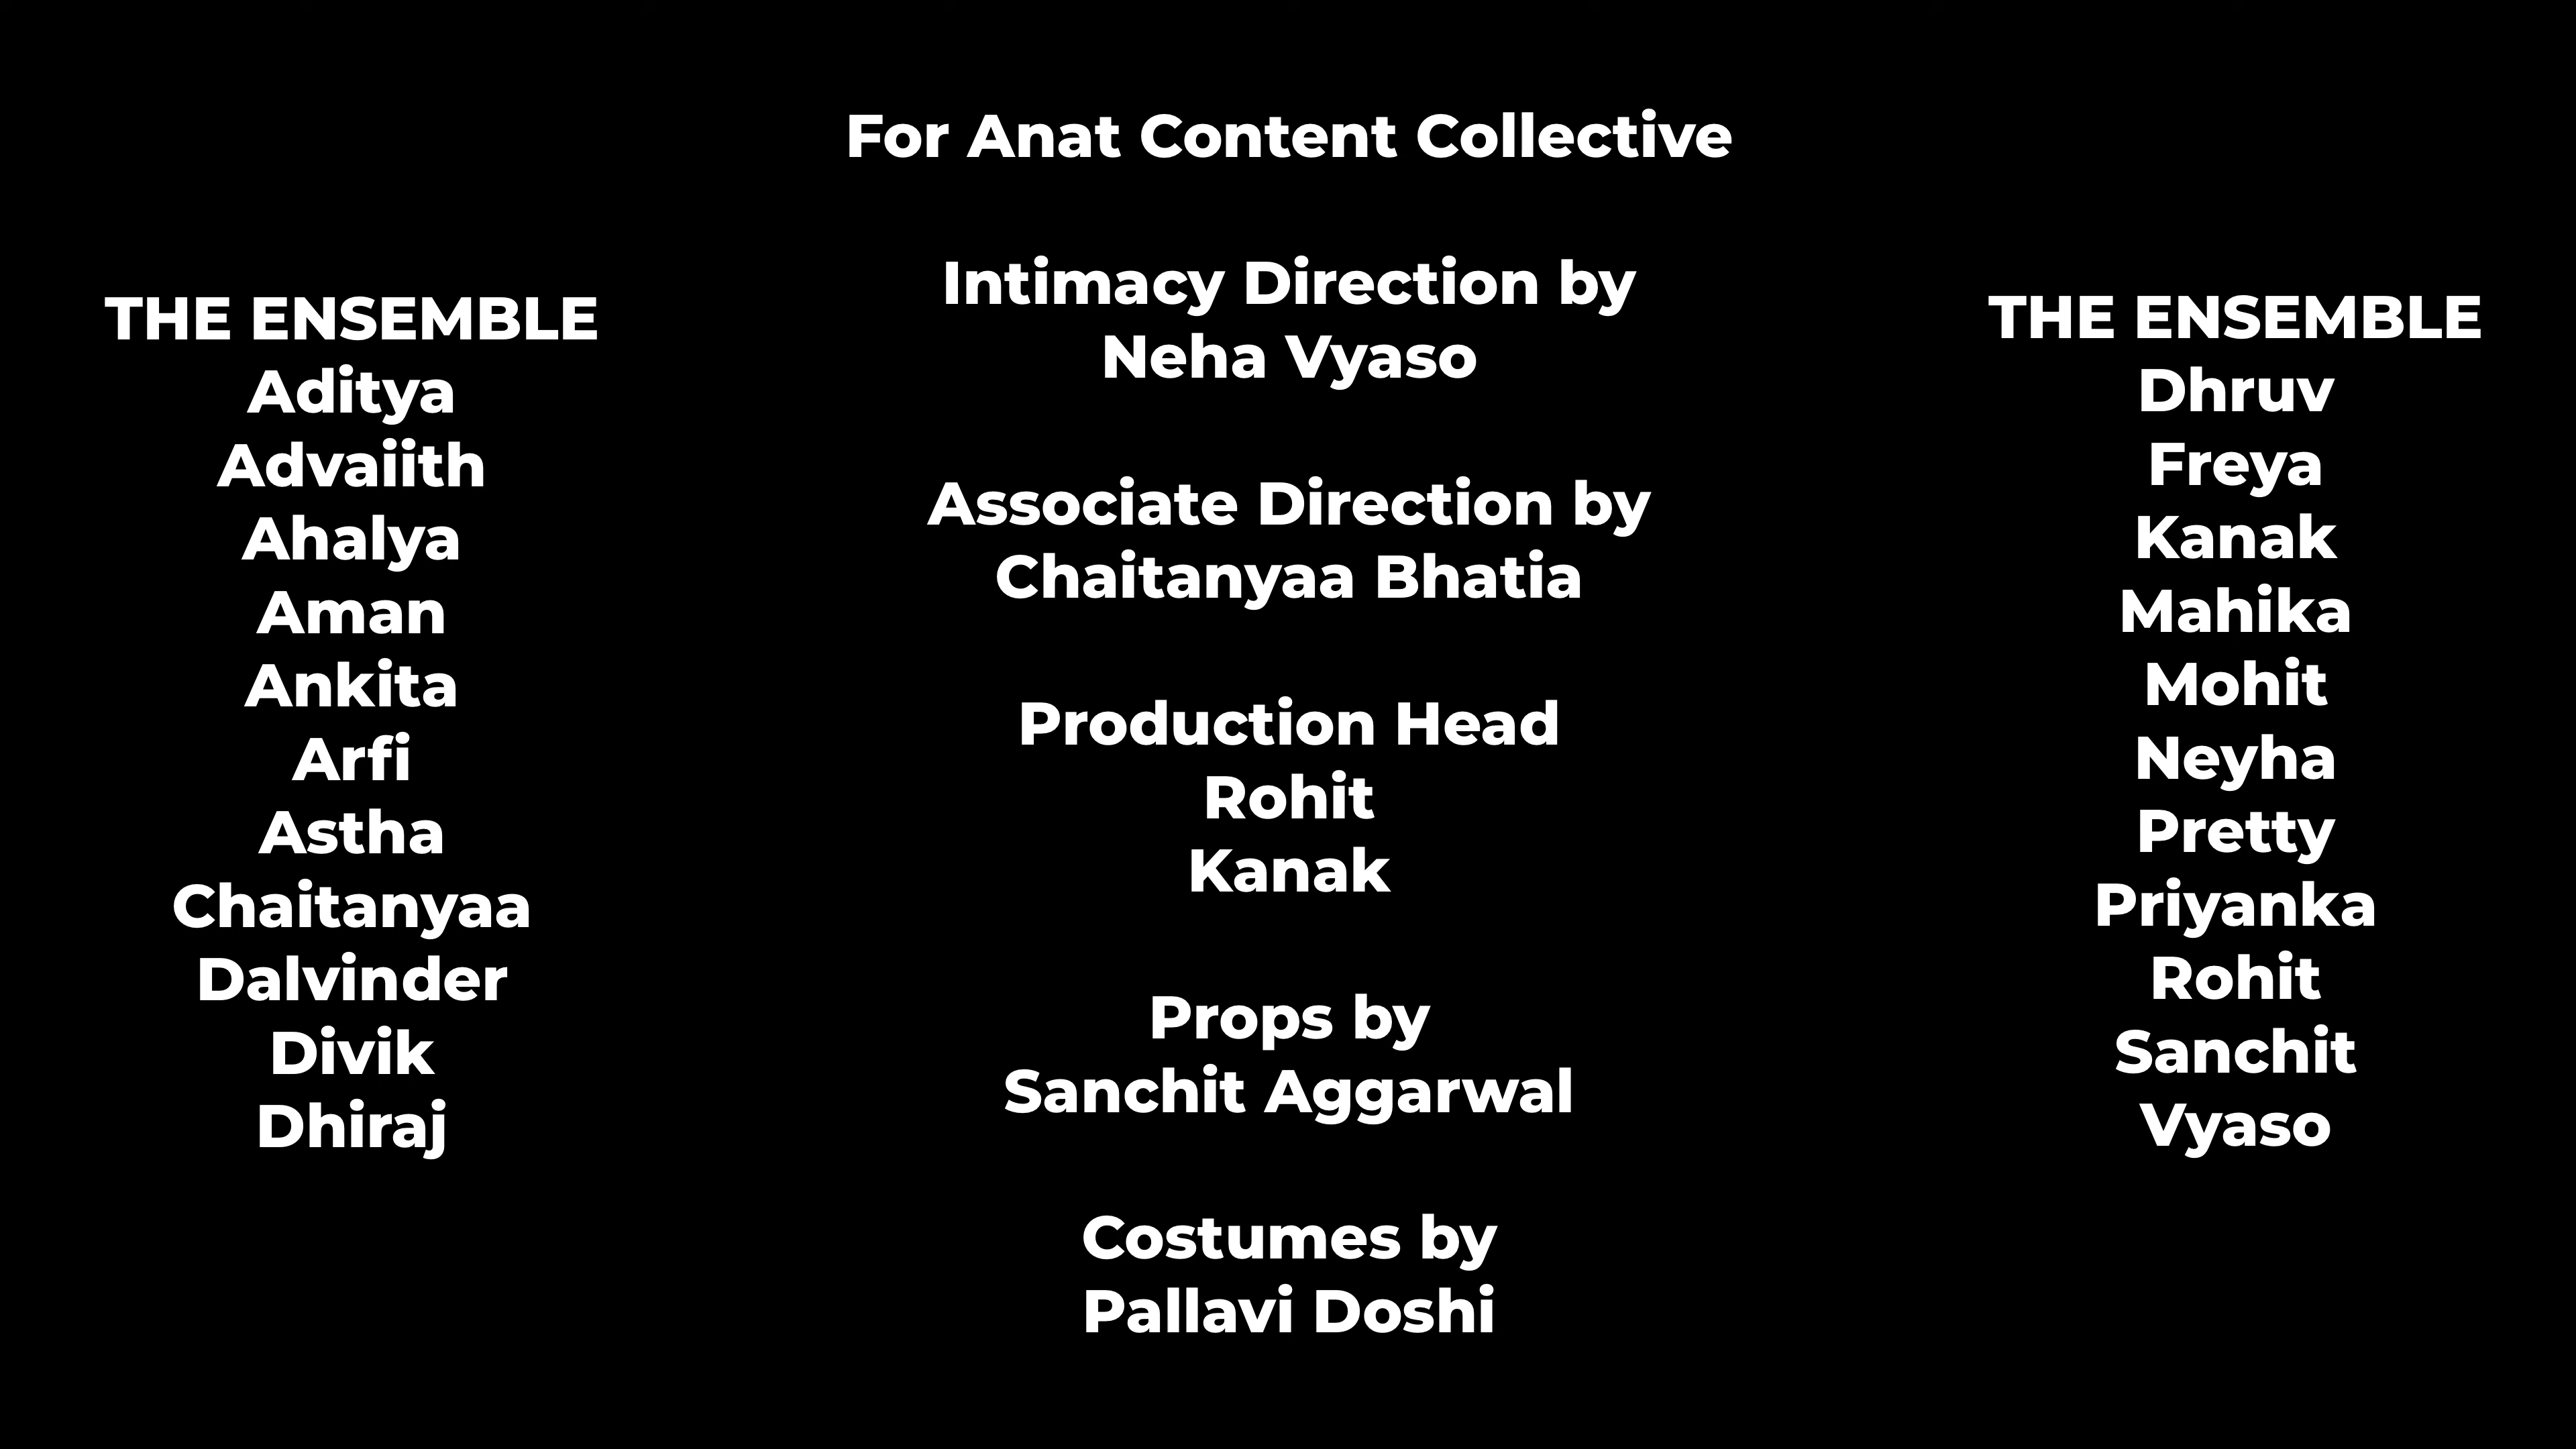 For Anat Content Collective
THE ENSEMBLE
Aditya
Advaiith
Ahalya
Aman
Ankita
Arfi
Astha
Chaitanyaa
Dalvinder
Divik
Dhiraj
Intimacy Direction by
Neha Vyaso
Associate Direction by
Chaitanyaa Bhatia
Production Head
Rohit
Kanak
Props by
Sanchit Aggarwal
Costumes by
Pallavi Doshi
THE ENSEMBLE
Dhruv
Freya
Kanak
Mahika
Mohit
Neyha
Pretty
Priyanka
Rohit
Sanchit
Vyaso